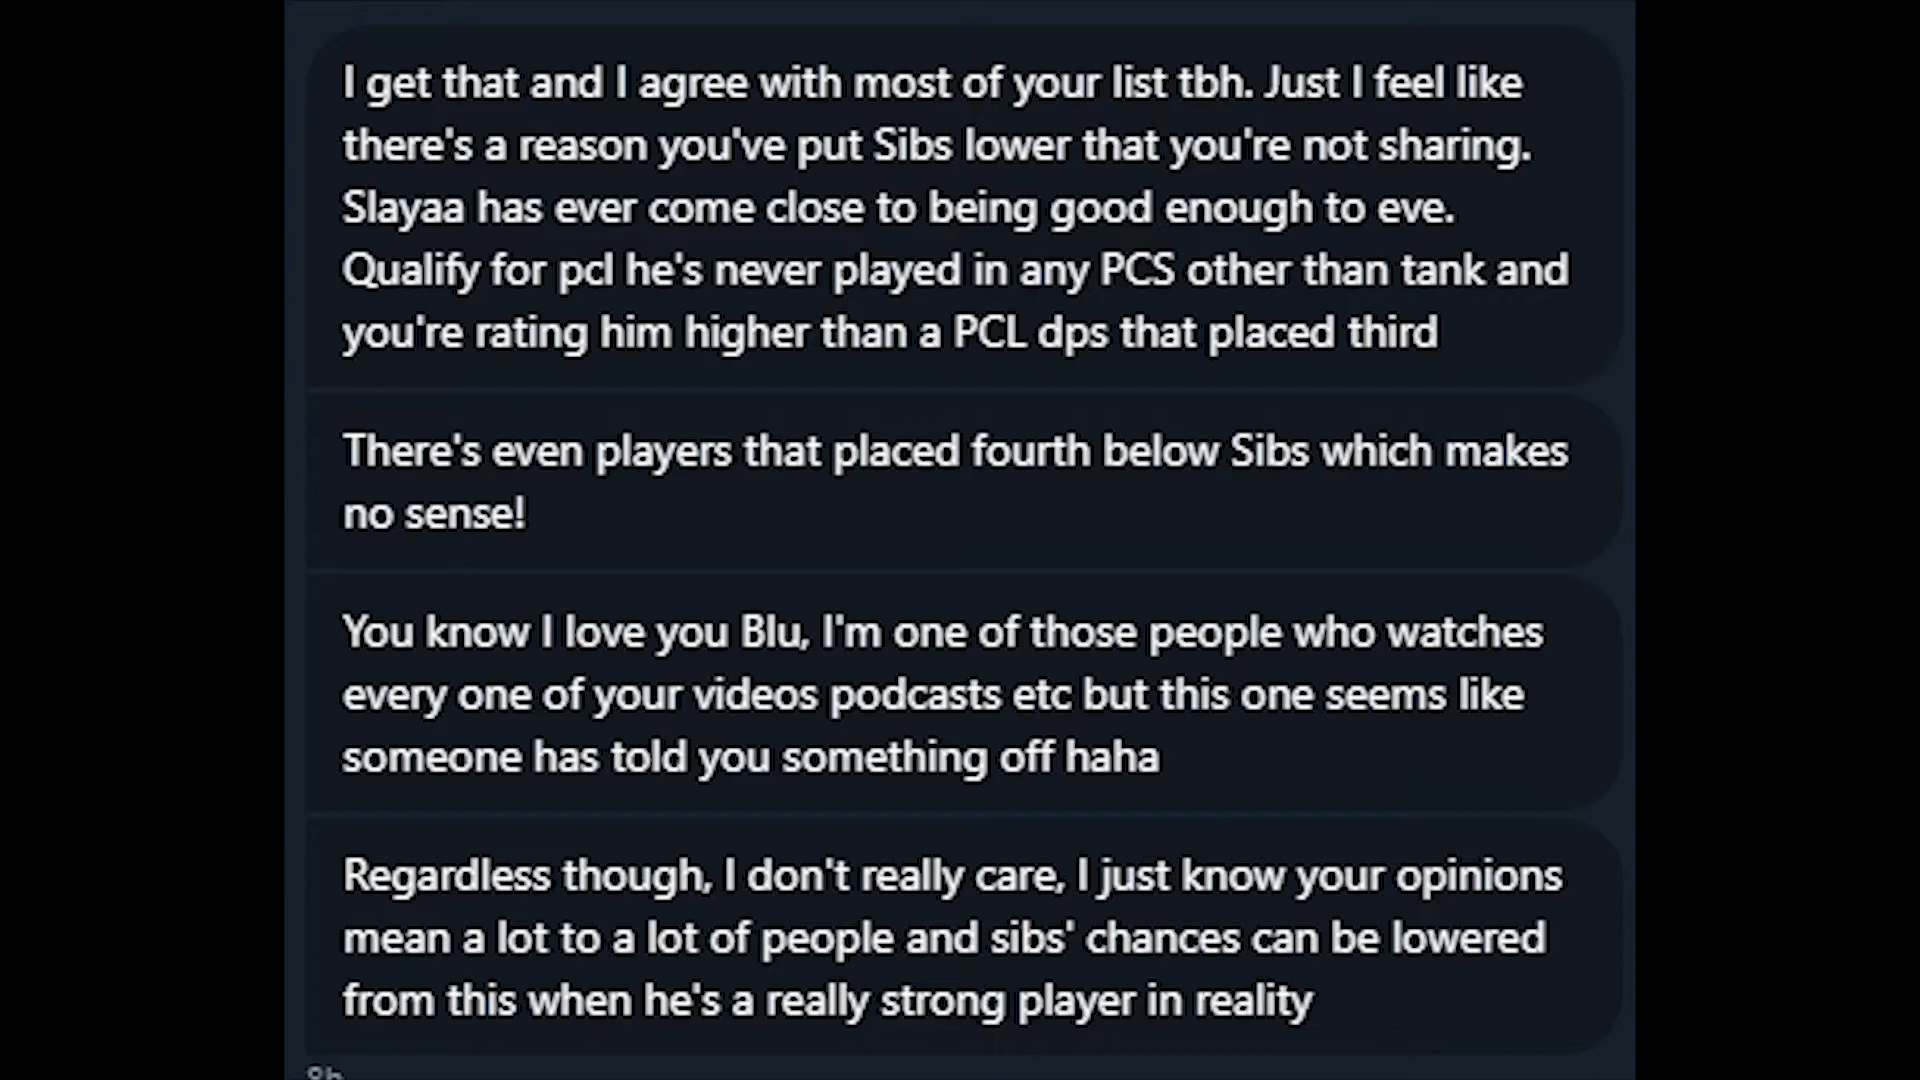 I get that and I agree with most of your list tbh. Just I feel like
there's a reason you've put Sibs lower that you're not sharing.
Slayaa has ever come close to being good enough to eve.
Qualify for pcl he's never played in any PCS other than tank and
you're rating him higher than a PCL dps that placed third
There's even players that placed fourth below Sibs which makes
no sense!
You know I love you Blu, I'm one of those people who watches
every one of your videos podcasts etc but this one seems like
someone has told you something off haha
Regardless though, I don't really care, I just know your opinions
mean a lot to a lot of people and sibs' chances can be lowered
from this when he's a really strong player in reality